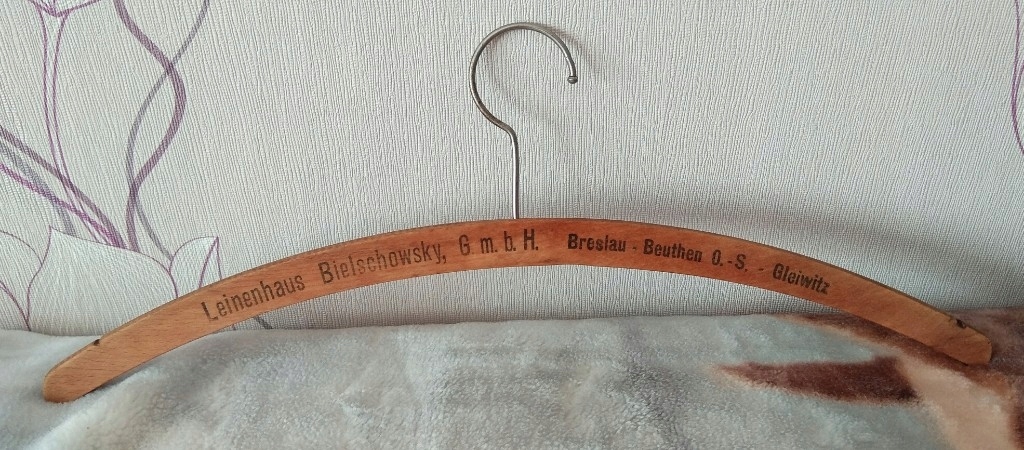 Leinenhaus Bielschowsky, G m. b. H. Breslau - Beuthen O.-S. - Gleiwitz